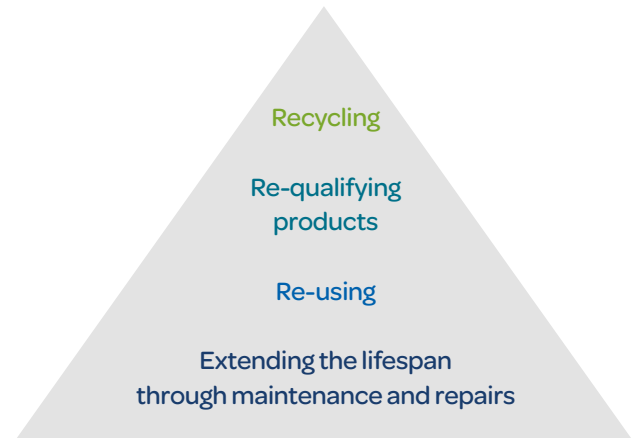 Recycling
Re-qualifying
products
Re-using
Extending the lifespan
through maintenance and repairs